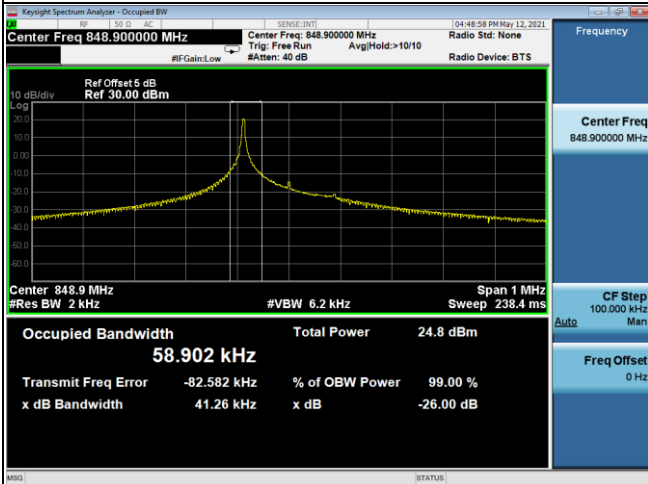 Keysight Spectrum Analyzer - Occupied BW
LXI RF 50 Ω AC SENSE:INT 04:48:58 PM May 12, 2021
Center Freq 848.900000 MHz Center Freq: 848.900000 MHz Radio Std: None
Trig: Free Run Avg|Hold:>10/10
#IFGain:Low #Atten: 40 dB Radio Device: BTS
Ref Offset 5 dB
10 dB/div Ref 30.00 dBm
Log
20.0
10.0
0.00
-10.0
-20.0
-30.0
-40.0
-50.0
-60.0
Center 848.9 MHz Span 1 MHz
#Res BW 2 kHz #VBW 6.2 kHz Sweep 238.4 ms
Occupied Bandwidth Total Power 24.8 dBm
58.902 kHz
Transmit Freq Error -82.582 kHz % of OBW Power 99.00 %
x dB Bandwidth 41.26 kHz x dB -26.00 dB
MSG STATUS
Frequency
Center Freq
848.900000 MHz
CF Step
100.000 kHz
Auto Man
Freq Offset
0 Hz